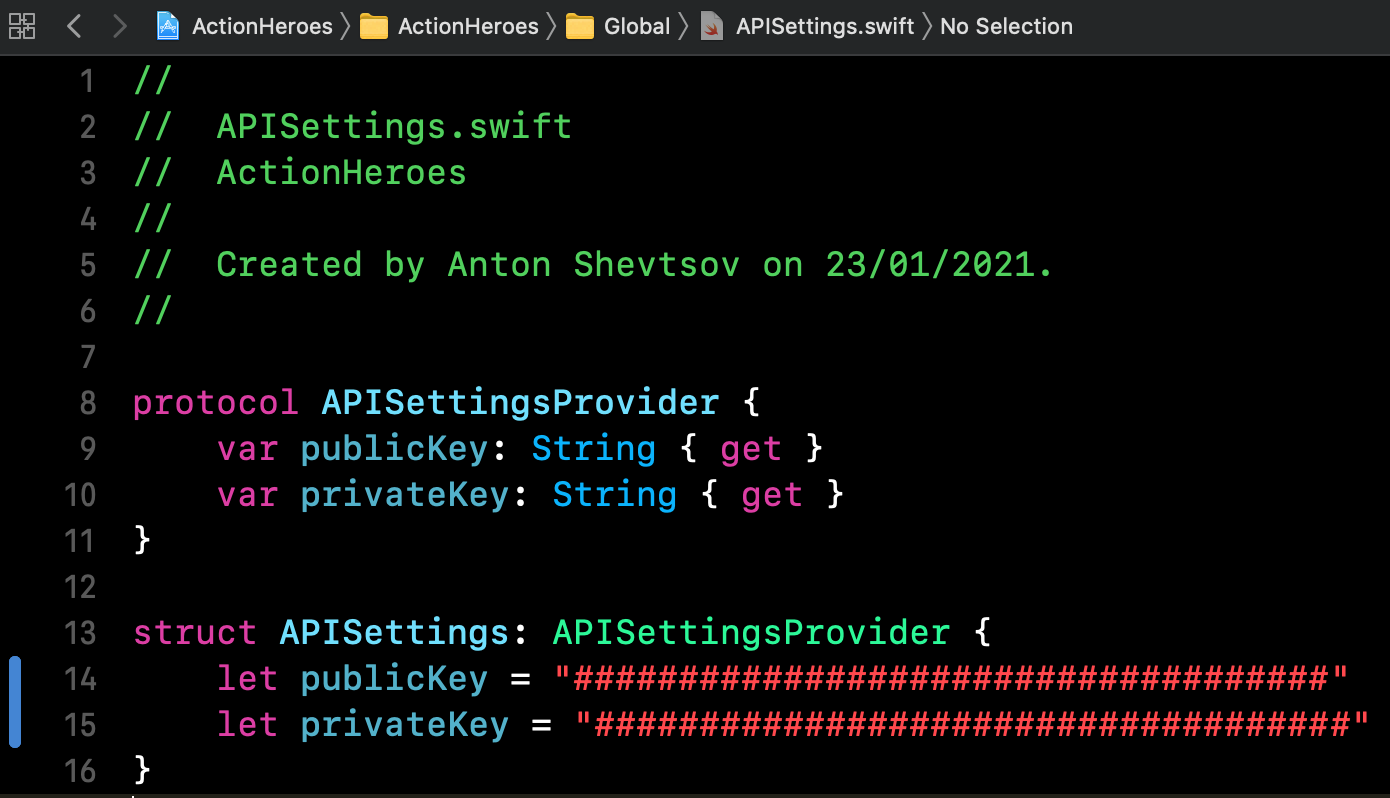 ActionHeroes 〉 ActionHeroes 〉 Global 〉 APISettings.swift 〉 No Selection
1 //
2 //  APISettings.swift
3 //  ActionHeroes
4 //
5 //  Created by Anton Shevtsov on 23/01/2021.
6 //
7
8 protocol APISettingsProvider {
9     var publicKey: String { get }
10     var privateKey: String { get }
11 }
12
13 struct APISettings: APISettingsProvider {
14     let publicKey = "####################################"
15     let privateKey = "####################################"
16 }